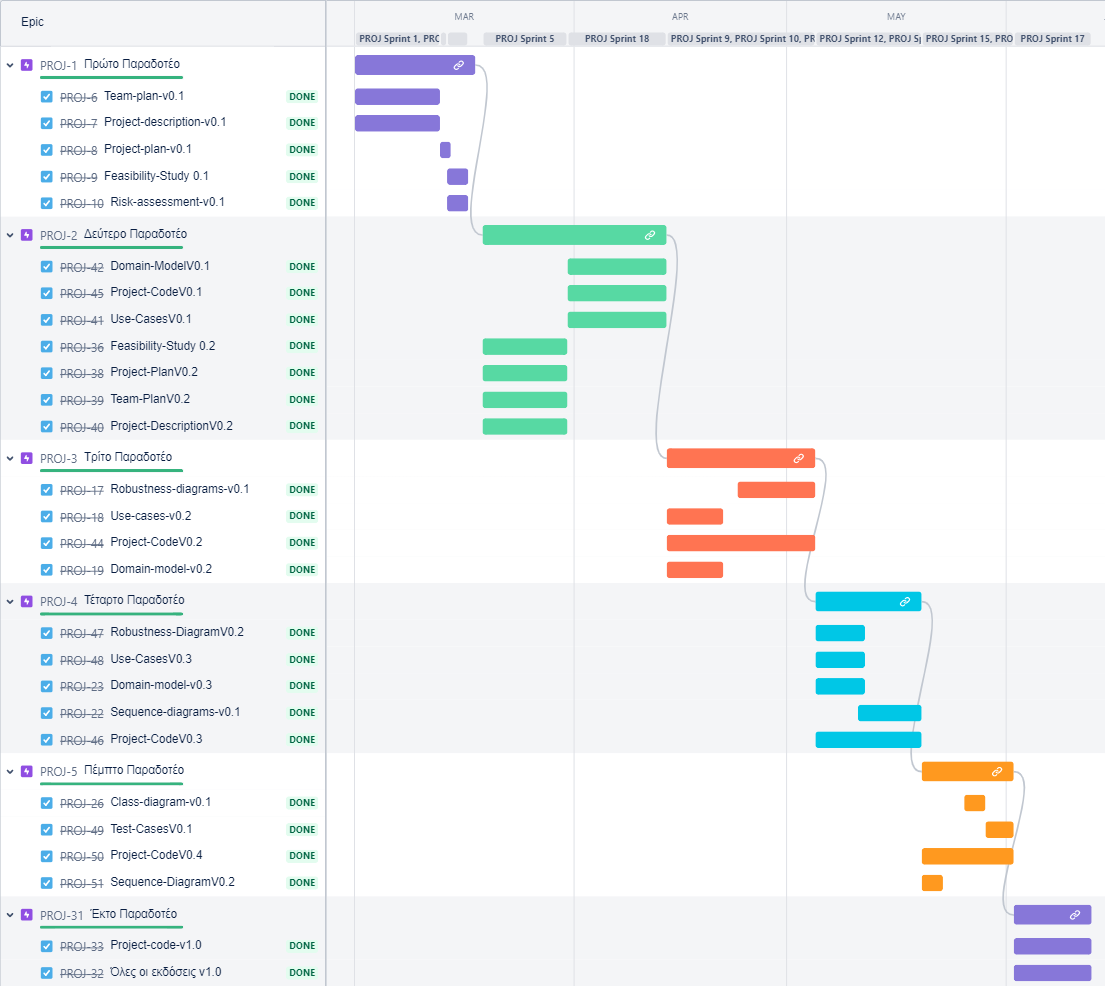 Epic
MAR APR MAY
PROJ Sprint 1, PRO PROJ Sprint 5 PROJ Sprint 18 PROJ Sprint 9, PROJ Sprint 10, PR PROJ Sprint 12, PROJ Sp PROJ Sprint 15, PRO PROJ Sprint 17
PROJ-1 Πρώτο Παραδοτέο
PROJ-6 Team-plan-v0.1 DONE
PROJ-7 Project-description-v0.1 DONE
PROJ-8 Project-plan-v0.1 DONE
PROJ-9 Feasibility-Study 0.1 DONE
PROJ-10 Risk-assessment-v0.1 DONE
PROJ-2 Δεύτερο Παραδοτέο
PROJ-42 Domain-ModelV0.1 DONE
PROJ-45 Project-CodeV0.1 DONE
PROJ-41 Use-CasesV0.1 DONE
PROJ-36 Feasibility-Study 0.2 DONE
PROJ-38 Project-PlanV0.2 DONE
PROJ-39 Team-PlanV0.2 DONE
PROJ-40 Project-DescriptionV0.2 DONE
PROJ-3 Τρίτο Παραδοτέο
PROJ-17 Robustness-diagrams-v0.1 DONE
PROJ-18 Use-cases-v0.2 DONE
PROJ-44 Project-CodeV0.2 DONE
PROJ-19 Domain-model-v0.2 DONE
PROJ-4 Τέταρτο Παραδοτέο
PROJ-47 Robustness-DiagramV0.2 DONE
PROJ-48 Use-CasesV0.3 DONE
PROJ-23 Domain-model-v0.3 DONE
PROJ-22 Sequence-diagrams-v0.1 DONE
PROJ-46 Project-CodeV0.3 DONE
PROJ-5 Πέμπτο Παραδοτέο
PROJ-26 Class-diagram-v0.1 DONE
PROJ-49 Test-CasesV0.1 DONE
PROJ-50 Project-CodeV0.4 DONE
PROJ-51 Sequence-DiagramV0.2 DONE
PROJ-31 Έκτο Παραδοτέο
PROJ-33 Project-code-v1.0 DONE
PROJ-32 Όλες οι εκδόσεις v1.0 DONE